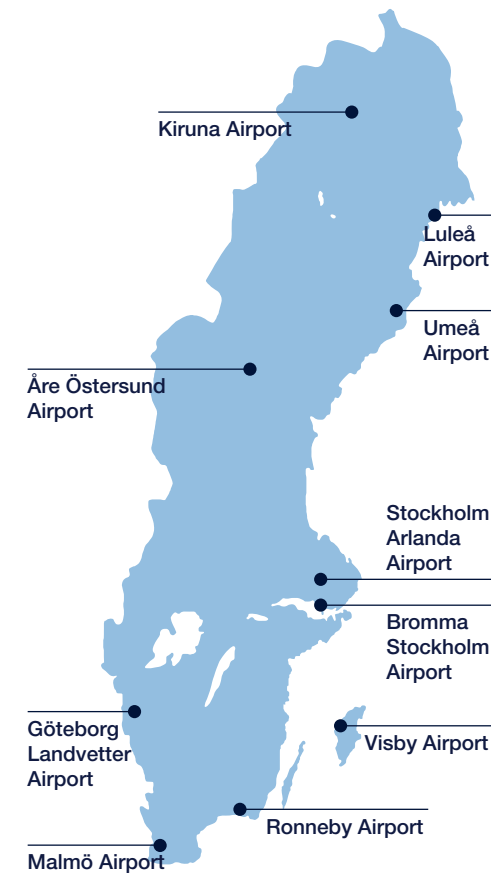 Kiruna Airport
Luleå
Airport
Umeå
Airport
Åre Östersund
Airport
Stockholm
Arlanda
Airport
Bromma
Stockholm
Airport
Göteborg
Landvetter
Airport
Visby Airport
Ronneby Airport
Malmö Airport